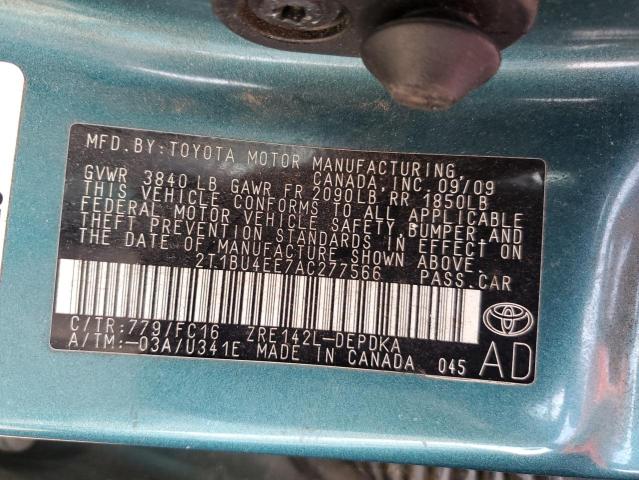 MFD.BY:TOYOTA MOTOR MANUFACTURING,
CANADA, INC. 09/09
GVWR 3840 LB GAWR FR 2090LB RR 1850LB
THIS VEHICLE CONFORMS TO ALL APPLICABLE
FEDERAL MOTOR VEHICLE SAFETY, BUMPER AND
THEFT PREVENTION STANDARDS IN EFFECT ON
THE DATE OF MANUFACTURE SHOWN ABOVE.
2T1BU4EE7AC277566 PASS.CAR
C/TR:779/FC16 ZRE142L-DEPDKA
A/TM:-03A/U341E MADE IN CANADA 045 AD